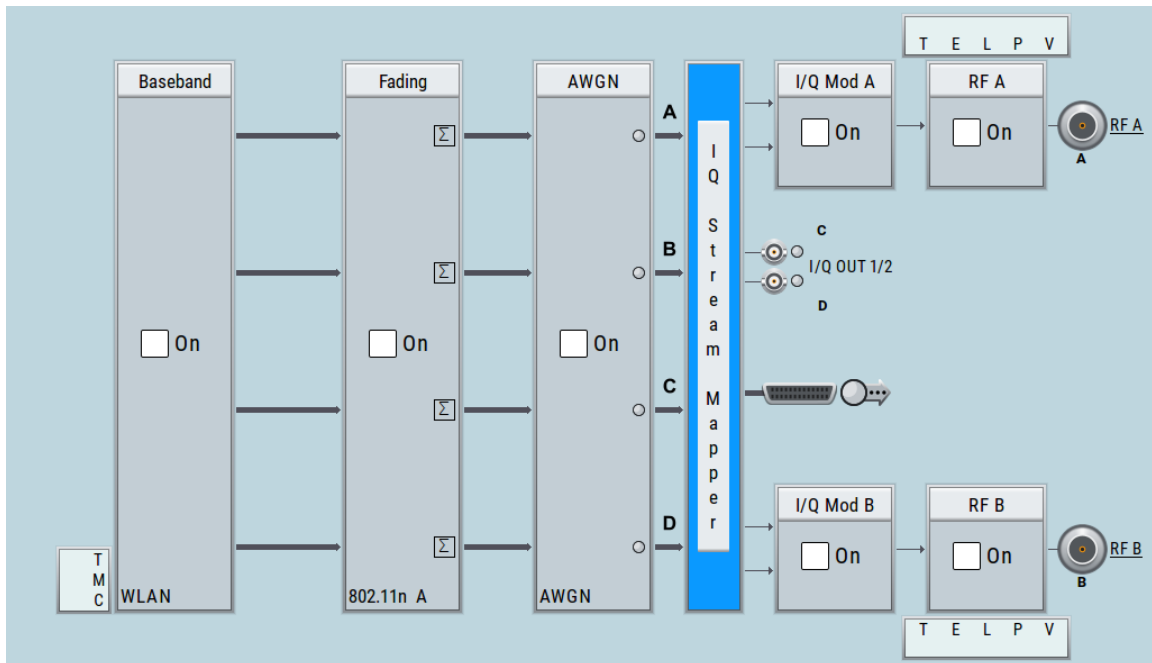 T E L P V
Baseband
Fading
AWGN
I/Q Mod A
RF A
A
On
On
RF A
A
I
Q
S
t
r
e
a
m
M
a
p
p
e
r
B
C
I/Q OUT 1/2
D
On
On
On
C
D
I/Q Mod B
RF B
On
On
RF B
B
T
M
C
WLAN
802.11n A
AWGN
T E L P V